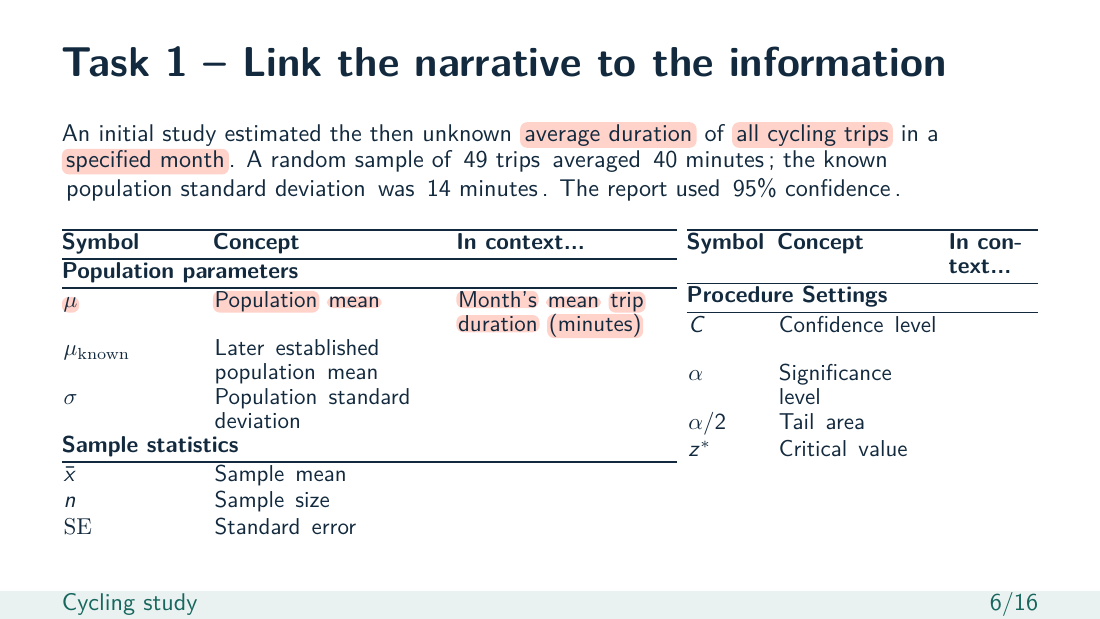 Task 1 – Link the narrative to the information
An initial study estimated the then unknown average duration of all cycling trips in a
specified month. A random sample of 49 trips averaged 40 minutes; the known
population standard deviation was 14 minutes. The report used 95% confidence.
Symbol Concept In context...
Population parameters
μ Population mean Month's mean trip
duration (minutes)
μknown Later established
population mean
σ Population standard
deviation
Sample statistics
x̄ Sample mean
n Sample size
SE Standard error
Symbol Concept In con-
text...
Procedure Settings
C Confidence level
α Significance
level
α/2 Tail area
z* Critical value
Cycling study 6/16